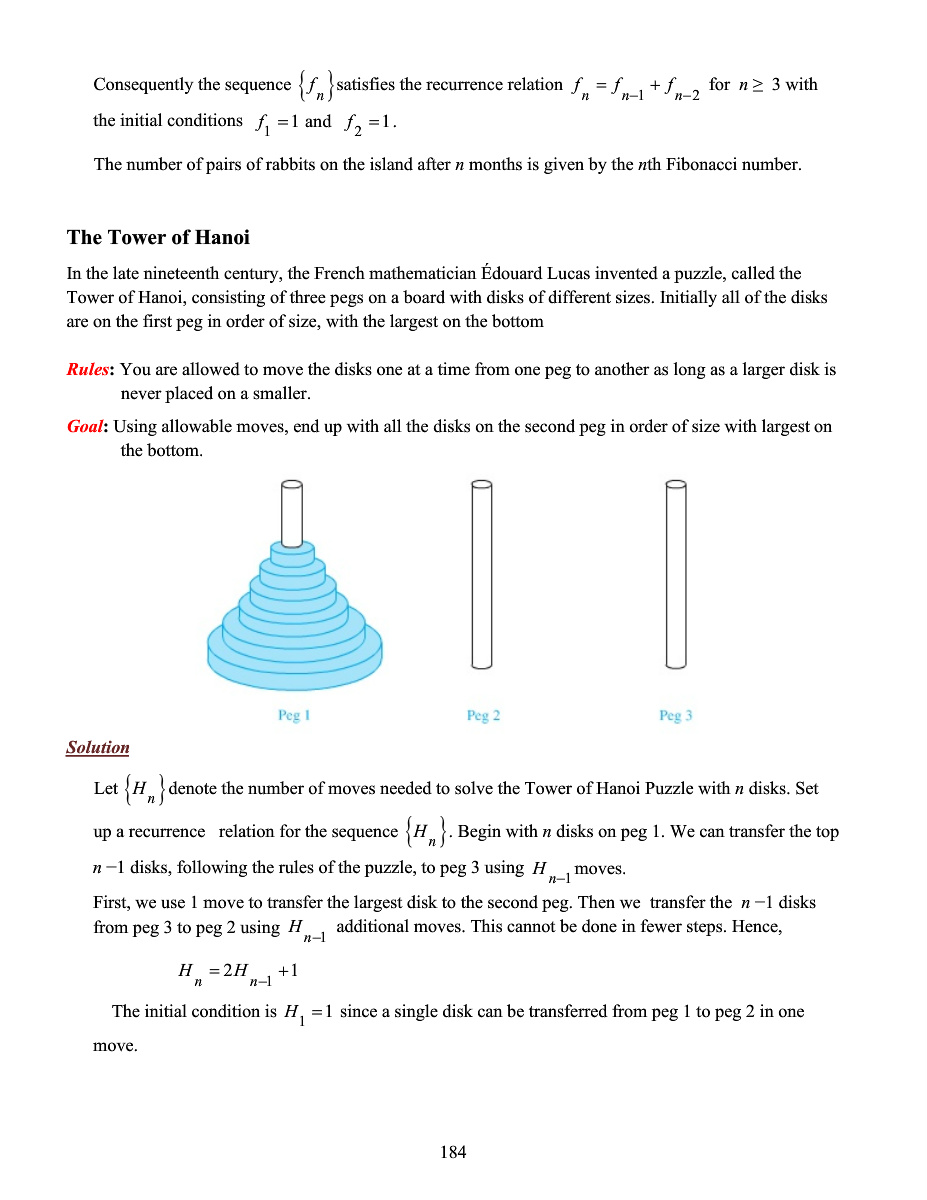 Consequently the sequence {f_n} satisfies the recurrence relation f_n = f_{n−1} + f_{n−2} for n ≥ 3 with
the initial conditions f_1 = 1 and f_2 = 1.
The number of pairs of rabbits on the island after n months is given by the nth Fibonacci number.
The Tower of Hanoi
In the late nineteenth century, the French mathematician Édouard Lucas invented a puzzle, called the
Tower of Hanoi, consisting of three pegs on a board with disks of different sizes. Initially all of the disks
are on the first peg in order of size, with the largest on the bottom
Rules: You are allowed to move the disks one at a time from one peg to another as long as a larger disk is
never placed on a smaller.
Goal: Using allowable moves, end up with all the disks on the second peg in order of size with largest on
the bottom.
Peg 1 Peg 2 Peg 3
Solution
Let {H_n} denote the number of moves needed to solve the Tower of Hanoi Puzzle with n disks. Set
up a recurrence relation for the sequence {H_n}. Begin with n disks on peg 1. We can transfer the top
n −1 disks, following the rules of the puzzle, to peg 3 using H_{n−1} moves.
First, we use 1 move to transfer the largest disk to the second peg. Then we transfer the n −1 disks
from peg 3 to peg 2 using H_{n−1} additional moves. This cannot be done in fewer steps. Hence,
H_n = 2H_{n−1} + 1
The initial condition is H_1 = 1 since a single disk can be transferred from peg 1 to peg 2 in one
move.
184